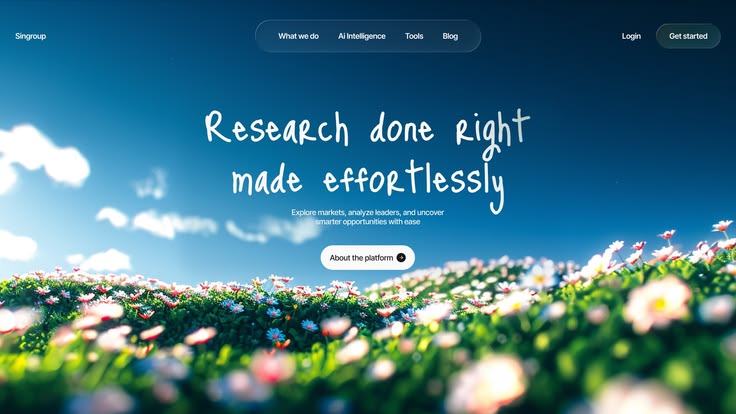 Singroup
What we do
Ai Intelligence
Tools
Blog
Login
Get started
Research done right
made effortlessly
Explore markets, analyze leaders, and uncover
smarter opportunities with ease
About the platform